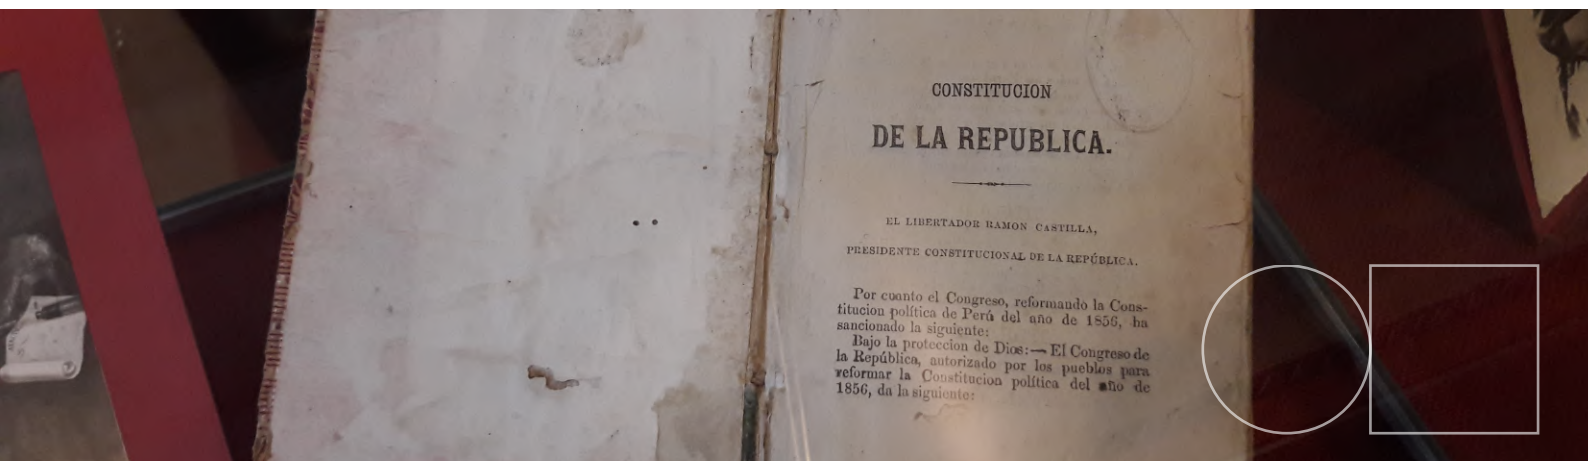 CONSTITUCION
DE LA REPUBLICA.
EL LIBERTADOR RAMON CASTILLA,
PRESIDENTE CONSTITUCIONAL DE LA REPÚBLICA.
Por cuanto el Congreso, reformando la Cons-
titucion política de Perú del año de 1856, ha
sancionado la siguiente:
Bajo la proteccion de Dios:— El Congreso de
la República, autorizado por los pueblos para
reformar la Constitucion política del año de
1856, da la siguiente: